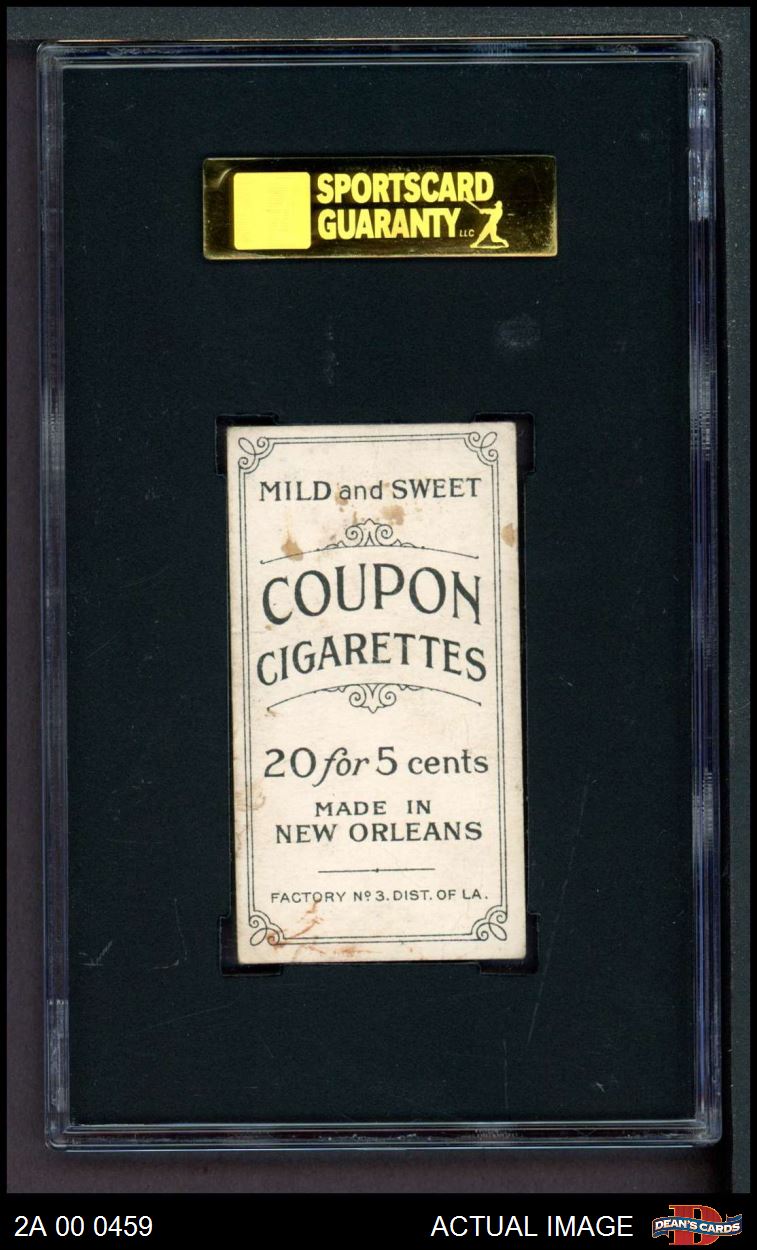 SPORTSCARD
GUARANTY LLC
MILD and SWEET
COUPON
CIGARETTES
20 for 5 cents
MADE IN
NEW ORLEANS
FACTORY Nº 3. DIST. OF LA.
2A 00 0459
ACTUAL IMAGE
DEAN'S CARDS